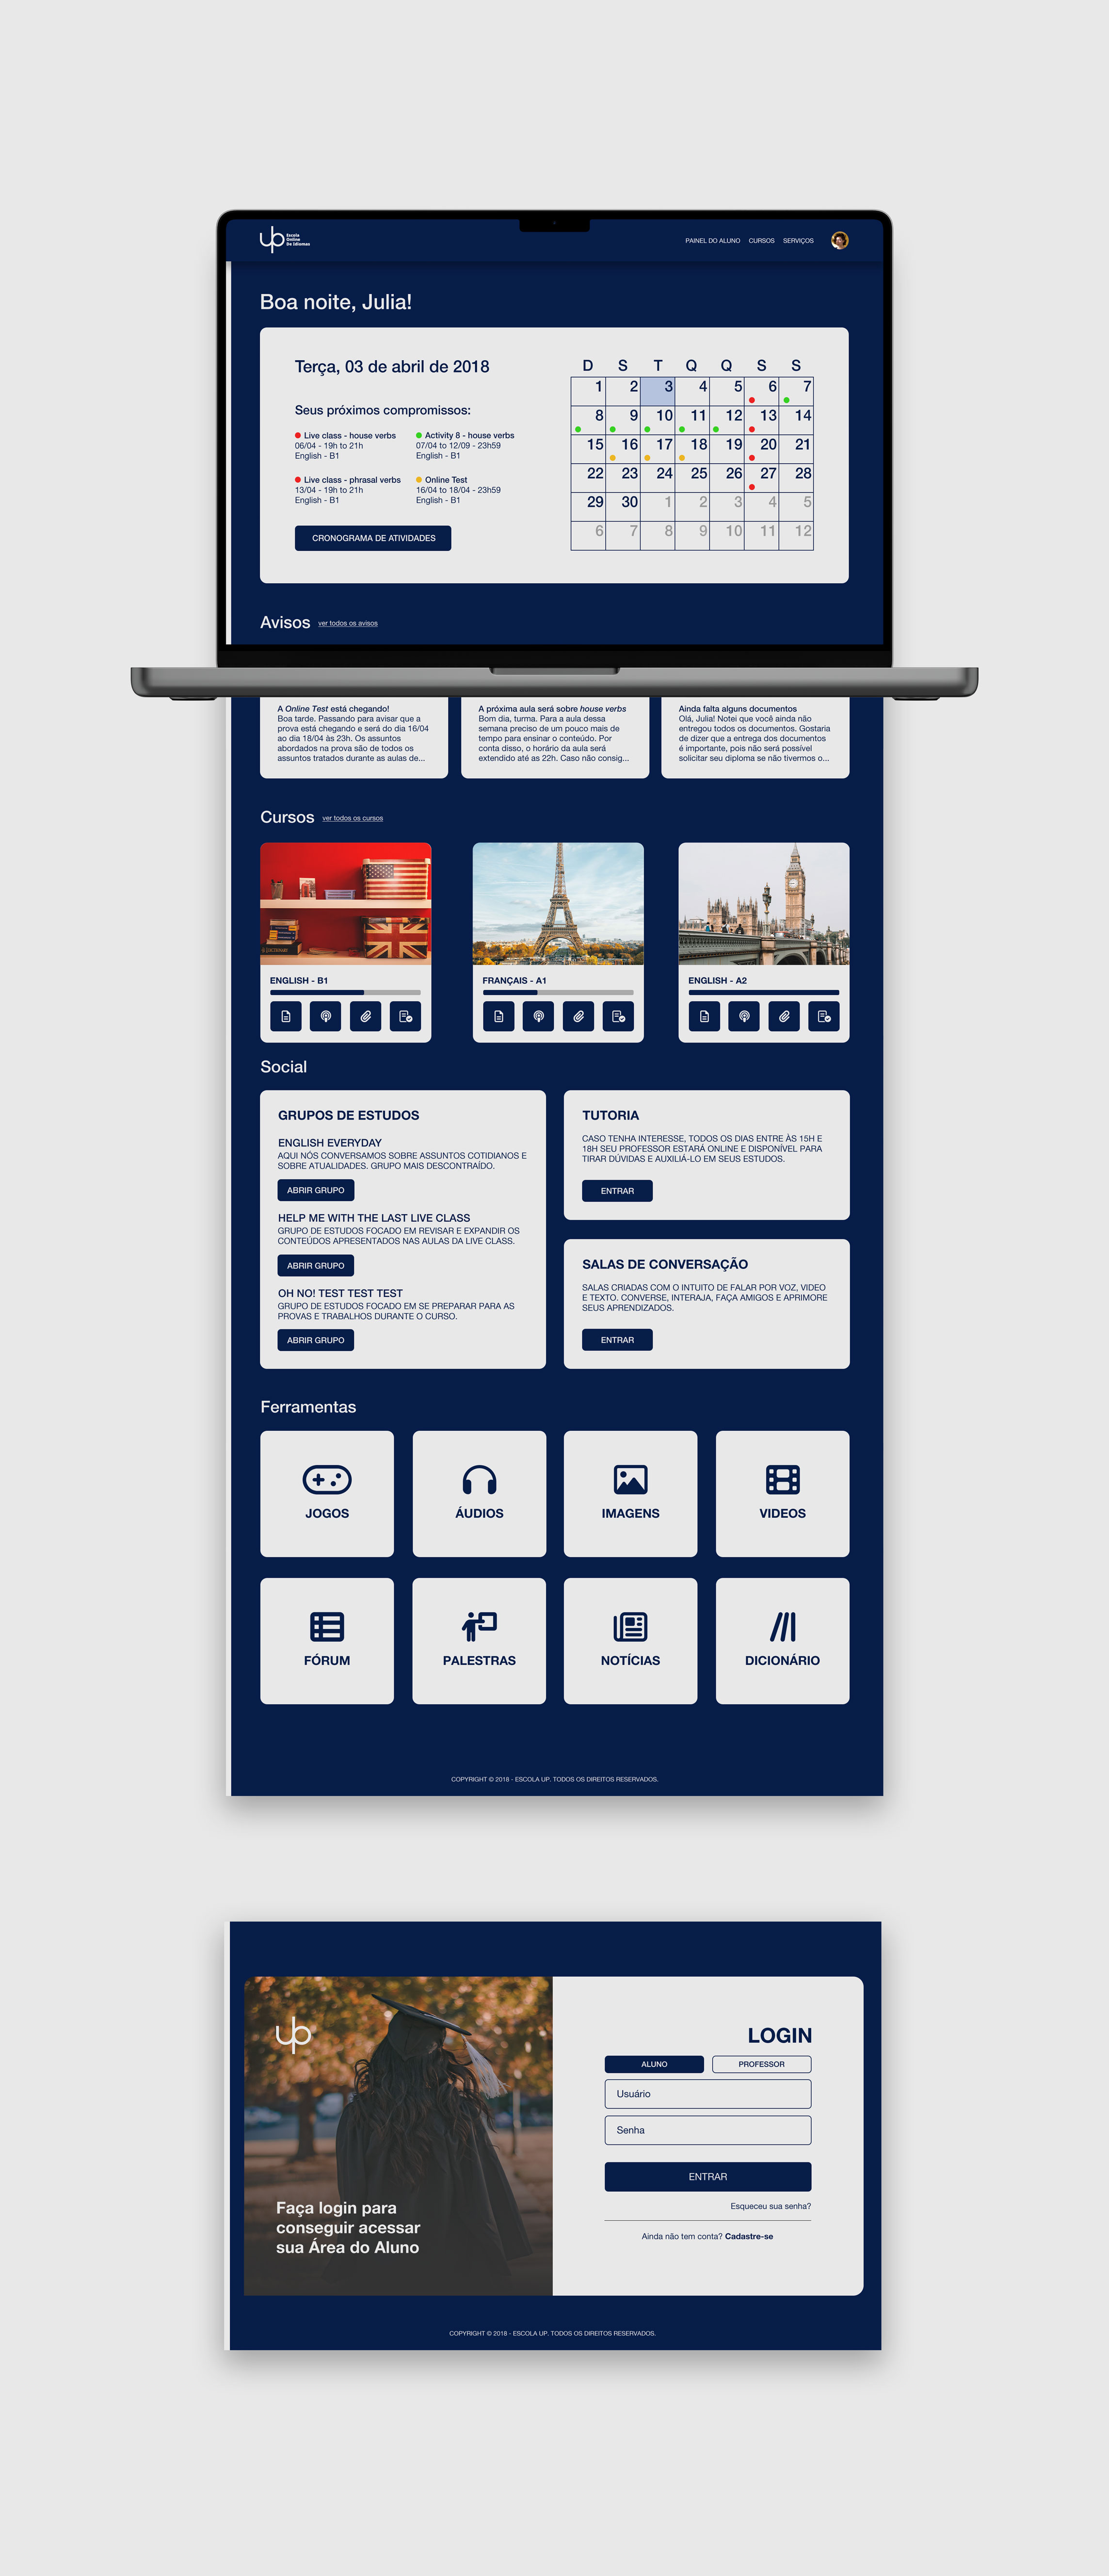 up Escola
Online
De Idiomas
PAINEL DO ALUNO CURSOS SERVIÇOS
Boa noite, Julia!
Terça, 03 de abril de 2018
Seus próximos compromissos:
Live class - house verbs
06/04 - 19h to 21h
English - B1
Activity 8 - house verbs
07/04 to 12/09 - 23h59
English - B1
Live class - phrasal verbs
13/04 - 19h to 21h
English - B1
Online Test
16/04 to 18/04 - 23h59
English - B1
CRONOGRAMA DE ATIVIDADES
D S T Q Q S S
1 2 3 4 5 6 7
8 9 10 11 12 13 14
15 16 17 18 19 20 21
22 23 24 25 26 27 28
29 30 1 2 3 4 5
6 7 8 9 10 11 12
Avisos ver todos os avisos
A Online Test está chegando!
Boa tarde. Passando para avisar que a
prova está chegando e será do dia 16/04
ao dia 18/04 às 23h. Os assuntos
abordados na prova são de todos os
assuntos tratados durante as aulas de...
A próxima aula será sobre house verbs
Bom dia, turma. Para a aula dessa
semana preciso de um pouco mais de
tempo para ensinar o conteúdo. Por
conta disso, o horário da aula será
extendido até as 22h. Caso não consig...
Ainda falta alguns documentos
Olá, Julia! Notei que você ainda não
entregou todos os documentos. Gostaria
de dizer que a entrega dos documentos
é importante, pois não será possível
solicitar seu diploma se não tivermos o...
Cursos ver todos os cursos
DICTIONARY
ENGLISH - B1
FRANÇAIS - A1
ENGLISH - A2
Social
GRUPOS DE ESTUDOS
ENGLISH EVERYDAY
AQUI NÓS CONVERSAMOS SOBRE ASSUNTOS COTIDIANOS E
SOBRE ATUALIDADES. GRUPO MAIS DESCONTRAÍDO.
ABRIR GRUPO
HELP ME WITH THE LAST LIVE CLASS
GRUPO DE ESTUDOS FOCADO EM REVISAR E EXPANDIR OS
CONTEÚDOS APRESENTADOS NAS AULAS DA LIVE CLASS.
ABRIR GRUPO
OH NO! TEST TEST TEST
GRUPO DE ESTUDOS FOCADO EM SE PREPARAR PARA AS
PROVAS E TRABALHOS DURANTE O CURSO.
ABRIR GRUPO
TUTORIA
CASO TENHA INTERESSE, TODOS OS DIAS ENTRE ÀS 15H E
18H SEU PROFESSOR ESTARÁ ONLINE E DISPONÍVEL PARA
TIRAR DÚVIDAS E AUXILIÁ-LO EM SEUS ESTUDOS.
ENTRAR
SALAS DE CONVERSAÇÃO
SALAS CRIADAS COM O INTUITO DE FALAR POR VOZ, VIDEO
E TEXTO. CONVERSE, INTERAJA, FAÇA AMIGOS E APRIMORE
SEUS APRENDIZADOS.
ENTRAR
Ferramentas
JOGOS
ÁUDIOS
IMAGENS
VIDEOS
FÓRUM
PALESTRAS
NOTÍCIAS
DICIONÁRIO
COPYRIGHT © 2018 - ESCOLA UP. TODOS OS DIREITOS RESERVADOS.
up
Faça login para
conseguir acessar
sua Área do Aluno
LOGIN
ALUNO PROFESSOR
Usuário
Senha
ENTRAR
Esqueceu sua senha?
Ainda não tem conta? Cadastre-se
COPYRIGHT © 2018 - ESCOLA UP. TODOS OS DIREITOS RESERVADOS.